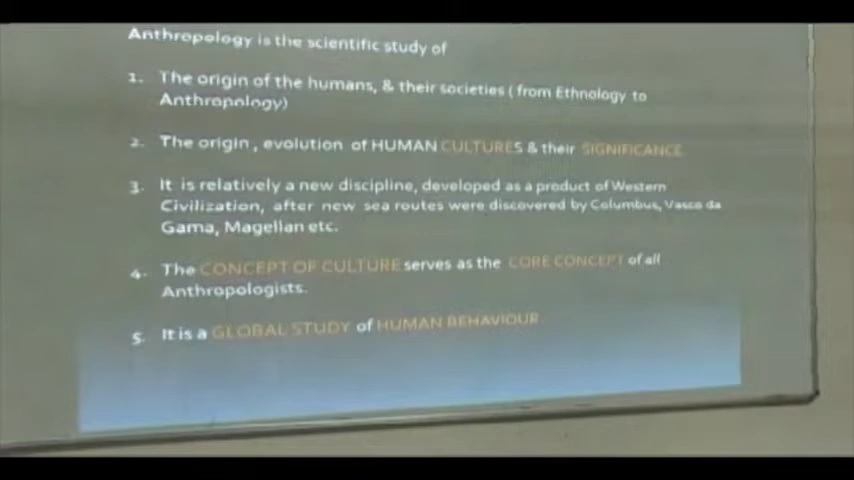 Anthropology is the scientific study of
1. The origin of the humans, & their societies ( from Ethnology to
Anthropology)
2. The origin , evolution of HUMAN CULTURES & their SIGNIFICANCE
3. It is relatively a new discipline, developed as a product of Western
Civilization, after new sea routes were discovered by Columbus, Vasco da
Gama, Magellan etc.
4. The CONCEPT OF CULTURE serves as the CORE CONCEPT of all
Anthropologists.
5. It is a GLOBAL STUDY of HUMAN BEHAVIOUR